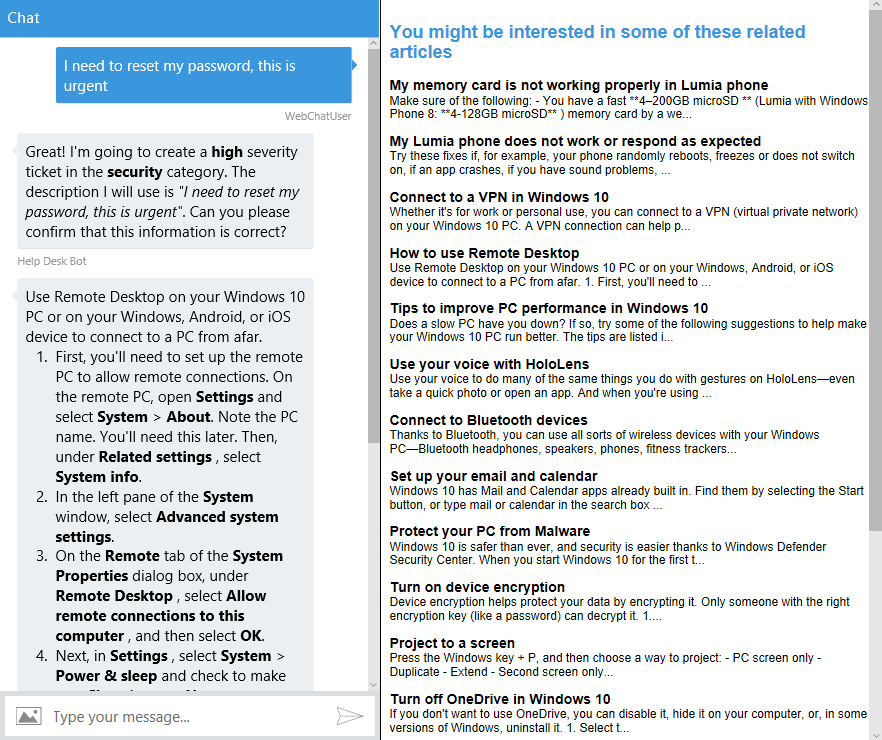 Chat
I need to reset my password, this is
urgent
WebChatUser
Great! I'm going to create a high severity
ticket in the security category. The
description I will use is "I need to reset my
password, this is urgent". Can you please
confirm that this information is correct?
Help Desk Bot
Use Remote Desktop on your Windows 10
PC or on your Windows, Android, or iOS
device to connect to a PC from afar.
1. First, you'll need to set up the remote
PC to allow remote connections. On
the remote PC, open Settings and
select System > About. Note the PC
name. You'll need this later. Then,
under Related settings , select
System info.
2. In the left pane of the System
window, select Advanced system
settings.
3. On the Remote tab of the System
Properties dialog box, under
Remote Desktop , select Allow
remote connections to this
computer , and then select OK.
4. Next, in Settings , select System >
Power & sleep and check to make
Type your message...
You might be interested in some of these related
articles
My memory card is not working properly in Lumia phone
Make sure of the following: - You have a fast **4–200GB microSD ** (Lumia with Windows
Phone 8: **4-128GB microSD** ) memory card by a we...
My Lumia phone does not work or respond as expected
Try these fixes if, for example, your phone randomly reboots, freezes or does not switch
on, if an app crashes, if you have sound problems, ...
Connect to a VPN in Windows 10
Whether it's for work or personal use, you can connect to a VPN (virtual private network)
on your Windows 10 PC. A VPN connection can help p...
How to use Remote Desktop
Use Remote Desktop on your Windows 10 PC or on your Windows, Android, or iOS
device to connect to a PC from afar. 1. First, you'll need to ...
Tips to improve PC performance in Windows 10
Does a slow PC have you down? If so, try some of the following suggestions to help make
your Windows 10 PC run better. The tips are listed i...
Use your voice with HoloLens
Use your voice to do many of the same things you do with gestures on HoloLens—even
take a quick photo or open an app. And when you're using ...
Connect to Bluetooth devices
Thanks to Bluetooth, you can use all sorts of wireless devices with your Windows
PC—Bluetooth headphones, speakers, phones, fitness trackers...
Set up your email and calendar
Windows 10 has Mail and Calendar apps already built in. Find them by selecting the Start
button, or type mail or calendar in the search box ...
Protect your PC from Malware
Windows 10 is safer than ever, and security is easier thanks to Windows Defender
Security Center. When you start Windows 10 for the first t...
Turn on device encryption
Device encryption helps protect your data by encrypting it. Only someone with the right
encryption key (like a password) can decrypt it. 1....
Project to a screen
Press the Windows key + P, and then choose a way to project: - PC screen only -
Duplicate - Extend - Second screen only...
Turn off OneDrive in Windows 10
If you don't want to use OneDrive, you can disable it, hide it on your computer, or, in some
versions of Windows, uninstall it. 1. Select t...